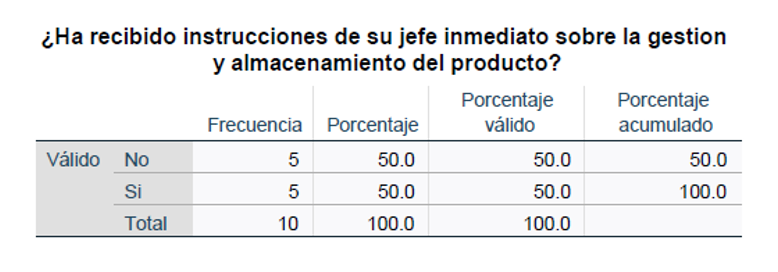 ¿Ha recibido instrucciones de su jefe inmediato sobre la gestion
y almacenamiento del producto?
Frecuencia Porcentaje Porcentaje válido Porcentaje acumulado
Válido No 5 50.0 50.0 50.0
Si 5 50.0 50.0 100.0
Total 10 100.0 100.0